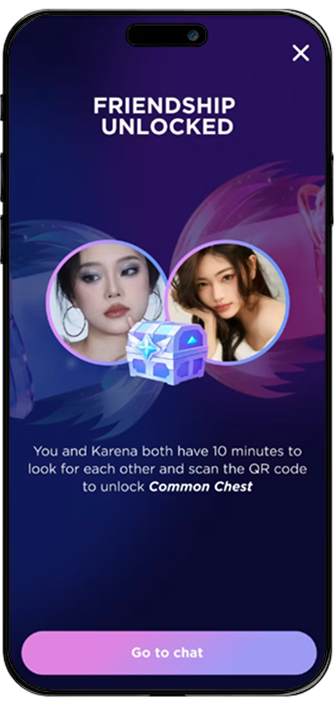 FRIENDSHIP
UNLOCKED
You and Karena both have 10 minutes to
look for each other and scan the QR code
to unlock Common Chest
Go to chat